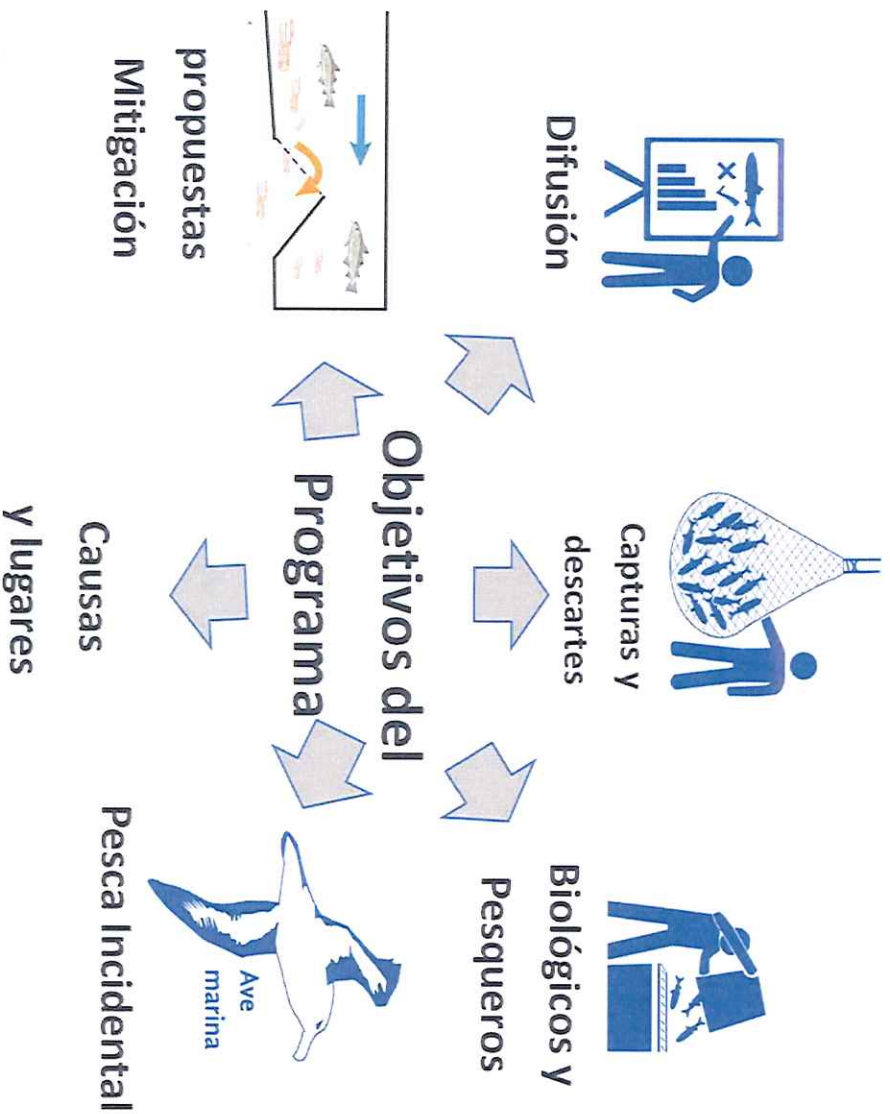 Difusión
Capturas y
descartes
Biológicos y
Pesqueros
Objetivos del
Programa
propuestas
Mitigación
Causas
y lugares
Ave
marina
Pesca Incidental